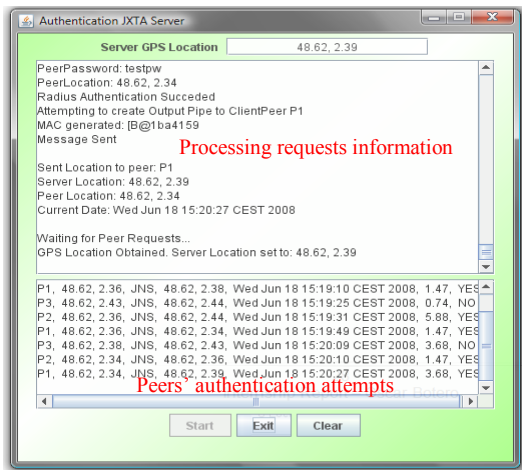 Authentication JXTA Server
Server GPS Location 48.62, 2.39
PeerPassword: testpw
PeerLocation: 48.62, 2.34
Radius Authentication Succeded
Attempting to create Output Pipe to ClientPeer P1
MAC generated: [B@1ba4159
Message Sent
Processing requests information
Sent Location to peer: P1
Server Location: 48.62, 2.39
Peer Location: 48.62, 2.34
Current Date: Wed Jun 18 15:20:27 CEST 2008
Waiting for Peer Requests...
GPS Location Obtained. Server Location set to: 48.62, 2.39
P1, 48.62, 2.36, JNS, 48.62, 2.38, Wed Jun 18 15:19:10 CEST 2008, 1.47, YES
P3, 48.62, 2.43, JNS, 48.62, 2.44, Wed Jun 18 15:19:25 CEST 2008, 0.74, NO
P2, 48.62, 2.36, JNS, 48.62, 2.44, Wed Jun 18 15:19:31 CEST 2008, 5.88, YES
P1, 48.62, 2.36, JNS, 48.62, 2.34, Wed Jun 18 15:19:49 CEST 2008, 1.47, YES
P3, 48.62, 2.38, JNS, 48.62, 2.43, Wed Jun 18 15:20:09 CEST 2008, 3.68, NO
P2, 48.62, 2.34, JNS, 48.62, 2.36, Wed Jun 18 15:20:10 CEST 2008, 1.47, YES
P1, 48.62, 2.34, JNS, 48.62, 2.39, Wed Jun 18 15:20:27 CEST 2008, 3.68, YES
Peers' authentication attempts
Start Exit Clear